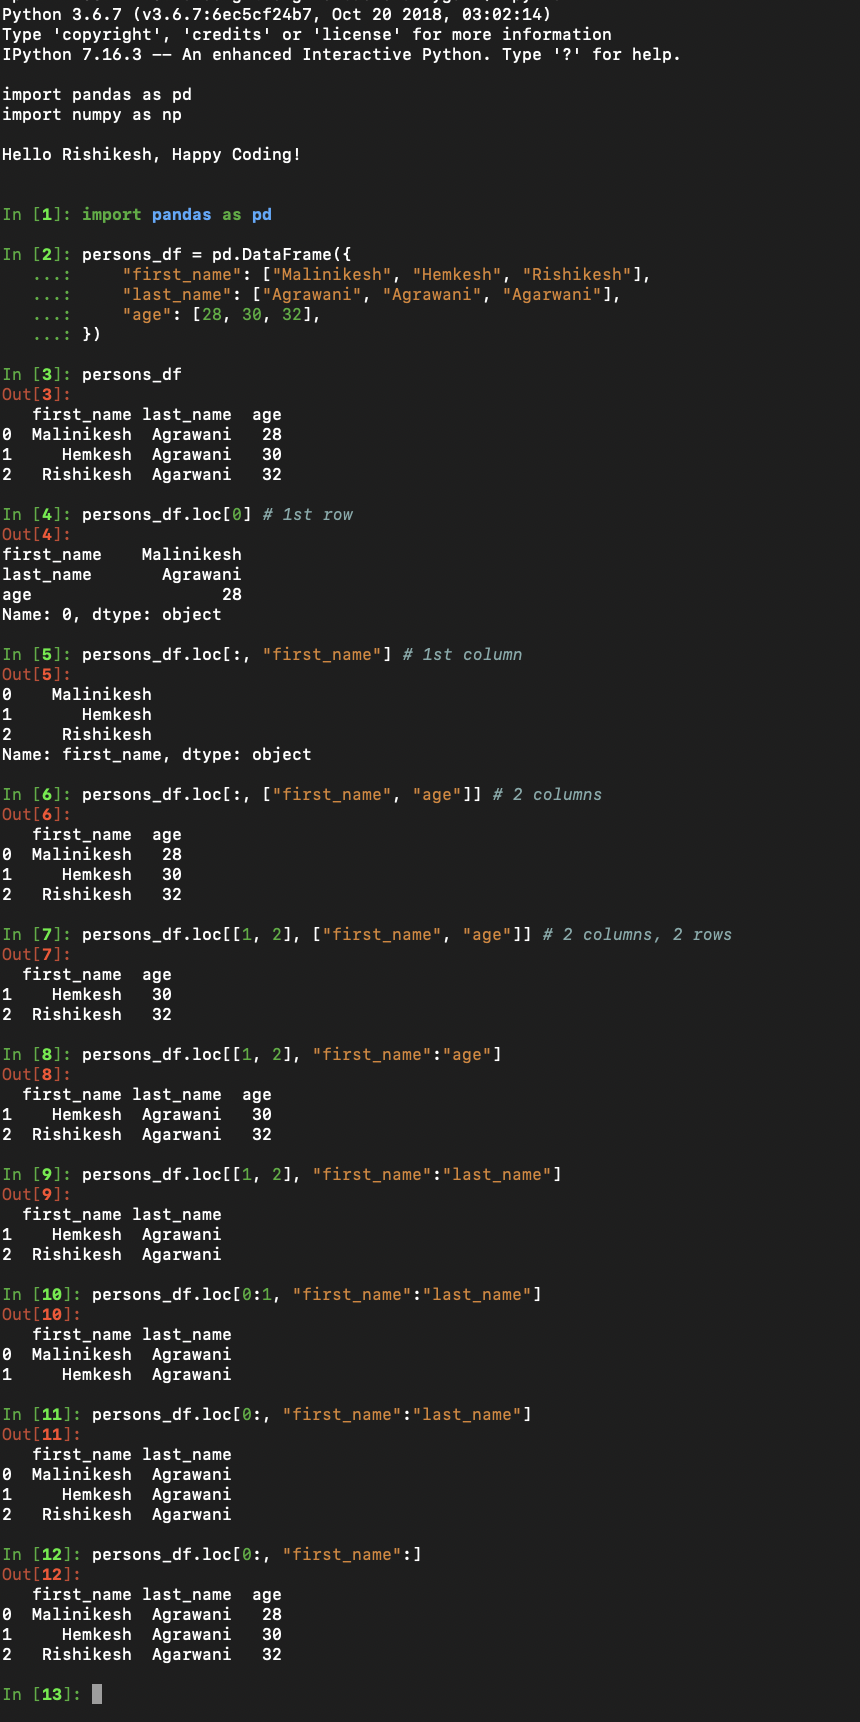 Python 3.6.7 (v3.6.7:6ec5cf24b7, Oct 20 2018, 03:02:14)
Type 'copyright', 'credits' or 'license' for more information
IPython 7.16.3 -- An enhanced Interactive Python. Type '?' for help.
import pandas as pd
import numpy as np
Hello Rishikesh, Happy Coding!
In [1]: import pandas as pd
In [2]: persons_df = pd.DataFrame({
   ...:     "first_name": ["Malinikesh", "Hemkesh", "Rishikesh"],
   ...:     "last_name": ["Agrawani", "Agrawani", "Agarwani"],
   ...:     "age": [28, 30, 32],
   ...: })
In [3]: persons_df
Out[3]:
   first_name last_name  age
0  Malinikesh  Agrawani   28
1     Hemkesh  Agrawani   30
2   Rishikesh  Agarwani   32
In [4]: persons_df.loc[0] # 1st row
Out[4]:
first_name    Malinikesh
last_name       Agrawani
age                   28
Name: 0, dtype: object
In [5]: persons_df.loc[:, "first_name"] # 1st column
Out[5]:
0    Malinikesh
1       Hemkesh
2     Rishikesh
Name: first_name, dtype: object
In [6]: persons_df.loc[:, ["first_name", "age"]] # 2 columns
Out[6]:
   first_name  age
0  Malinikesh   28
1     Hemkesh   30
2   Rishikesh   32
In [7]: persons_df.loc[[1, 2], ["first_name", "age"]] # 2 columns, 2 rows
Out[7]:
  first_name  age
1    Hemkesh   30
2  Rishikesh   32
In [8]: persons_df.loc[[1, 2], "first_name":"age"]
Out[8]:
  first_name last_name  age
1    Hemkesh  Agrawani   30
2  Rishikesh  Agarwani   32
In [9]: persons_df.loc[[1, 2], "first_name":"last_name"]
Out[9]:
  first_name last_name
1    Hemkesh  Agrawani
2  Rishikesh  Agarwani
In [10]: persons_df.loc[0:1, "first_name":"last_name"]
Out[10]:
   first_name last_name
0  Malinikesh  Agrawani
1     Hemkesh  Agrawani
In [11]: persons_df.loc[0:, "first_name":"last_name"]
Out[11]:
   first_name last_name
0  Malinikesh  Agrawani
1     Hemkesh  Agrawani
2   Rishikesh  Agarwani
In [12]: persons_df.loc[0:, "first_name":]
Out[12]:
   first_name last_name  age
0  Malinikesh  Agrawani   28
1     Hemkesh  Agrawani   30
2   Rishikesh  Agarwani   32
In [13]: